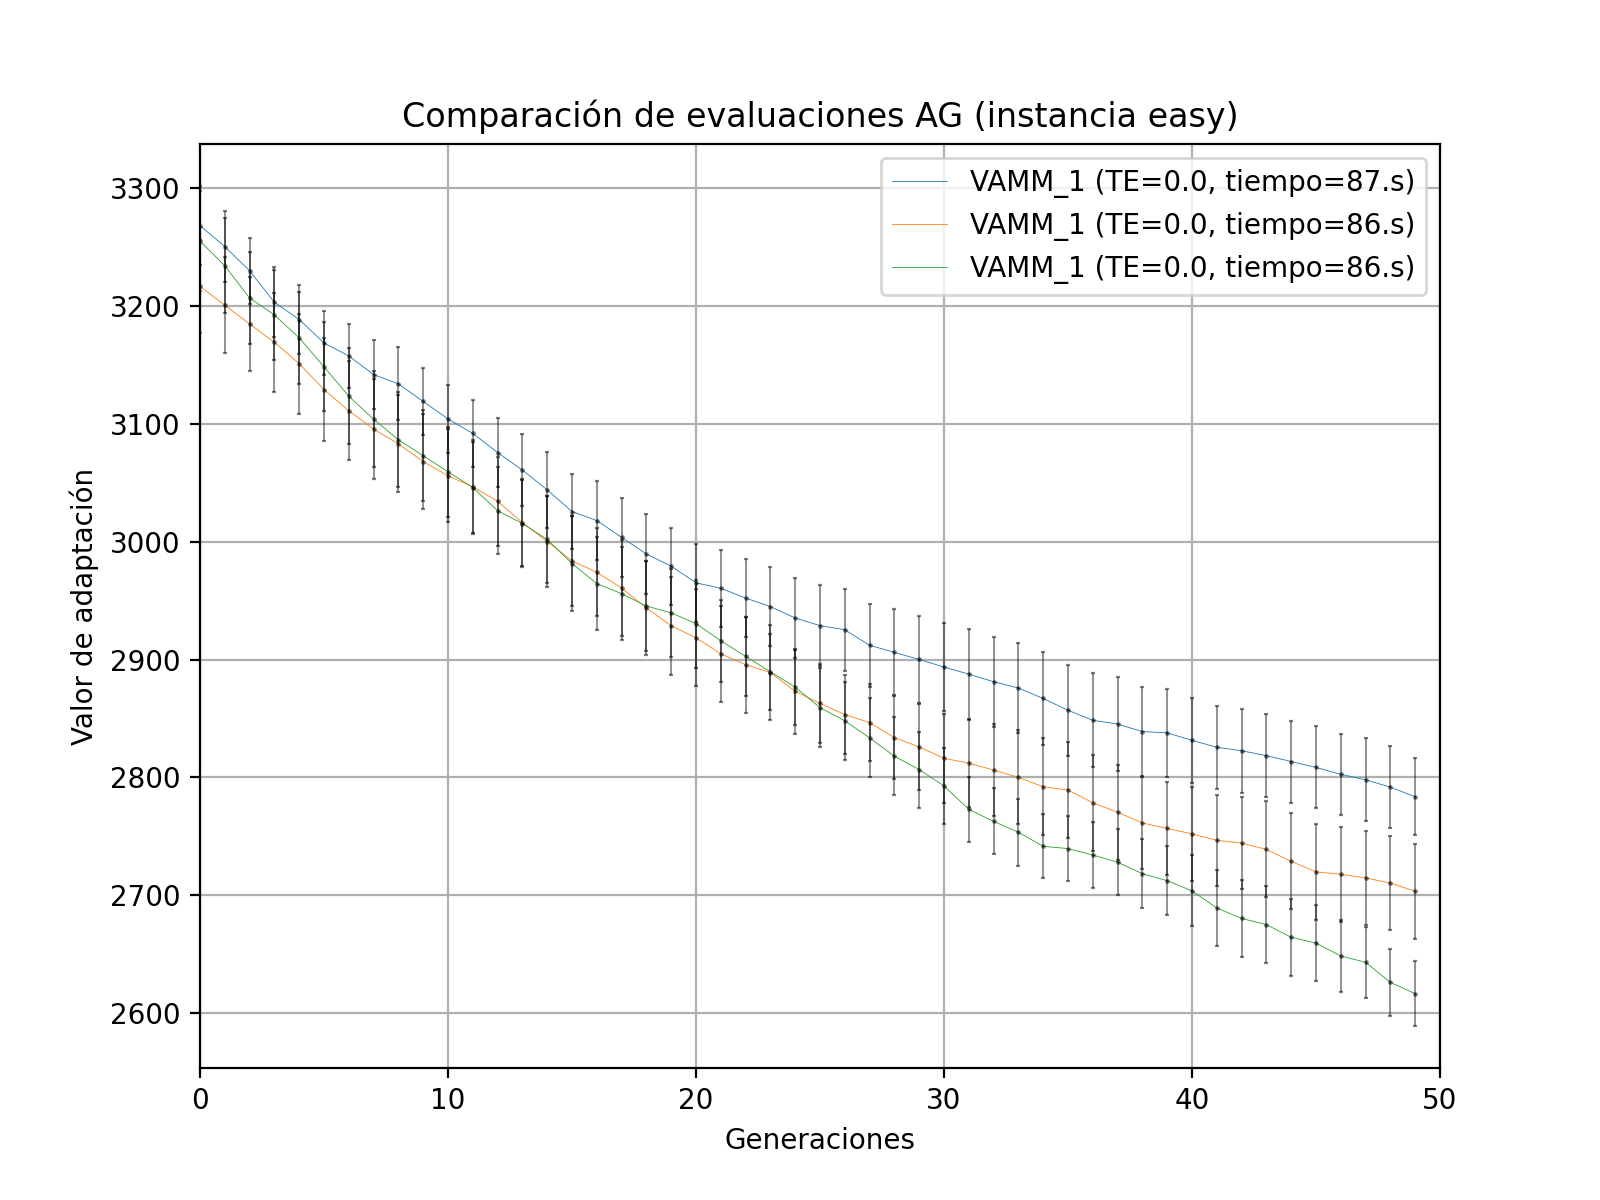 Comparación de evaluaciones AG (instancia easy)
VAMM_1 (TE=0.0, tiempo=87.s)
VAMM_1 (TE=0.0, tiempo=86.s)
VAMM_1 (TE=0.0, tiempo=86.s)
Valor de adaptación
3300
3200
3100
3000
2900
2800
2700
2600
0 10 20 30 40 50
Generaciones